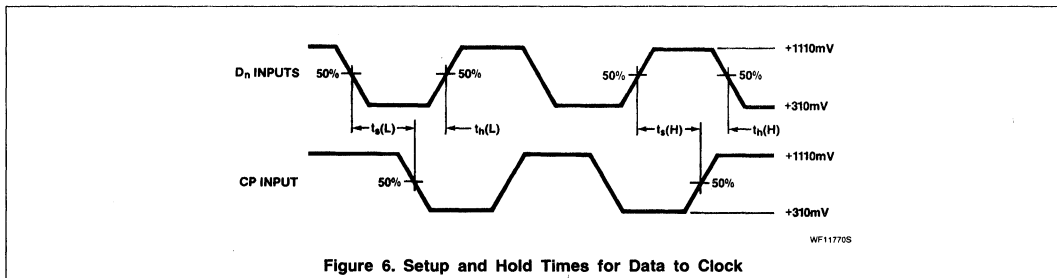 +1110mV
Dn INPUTS 50% 50% 50% 50%
+310mV
ts(L) th(L) ts(H) th(H)
+1110mV
CP INPUT 50% 50%
+310mV
WF11770S
Figure 6. Setup and Hold Times for Data to Clock